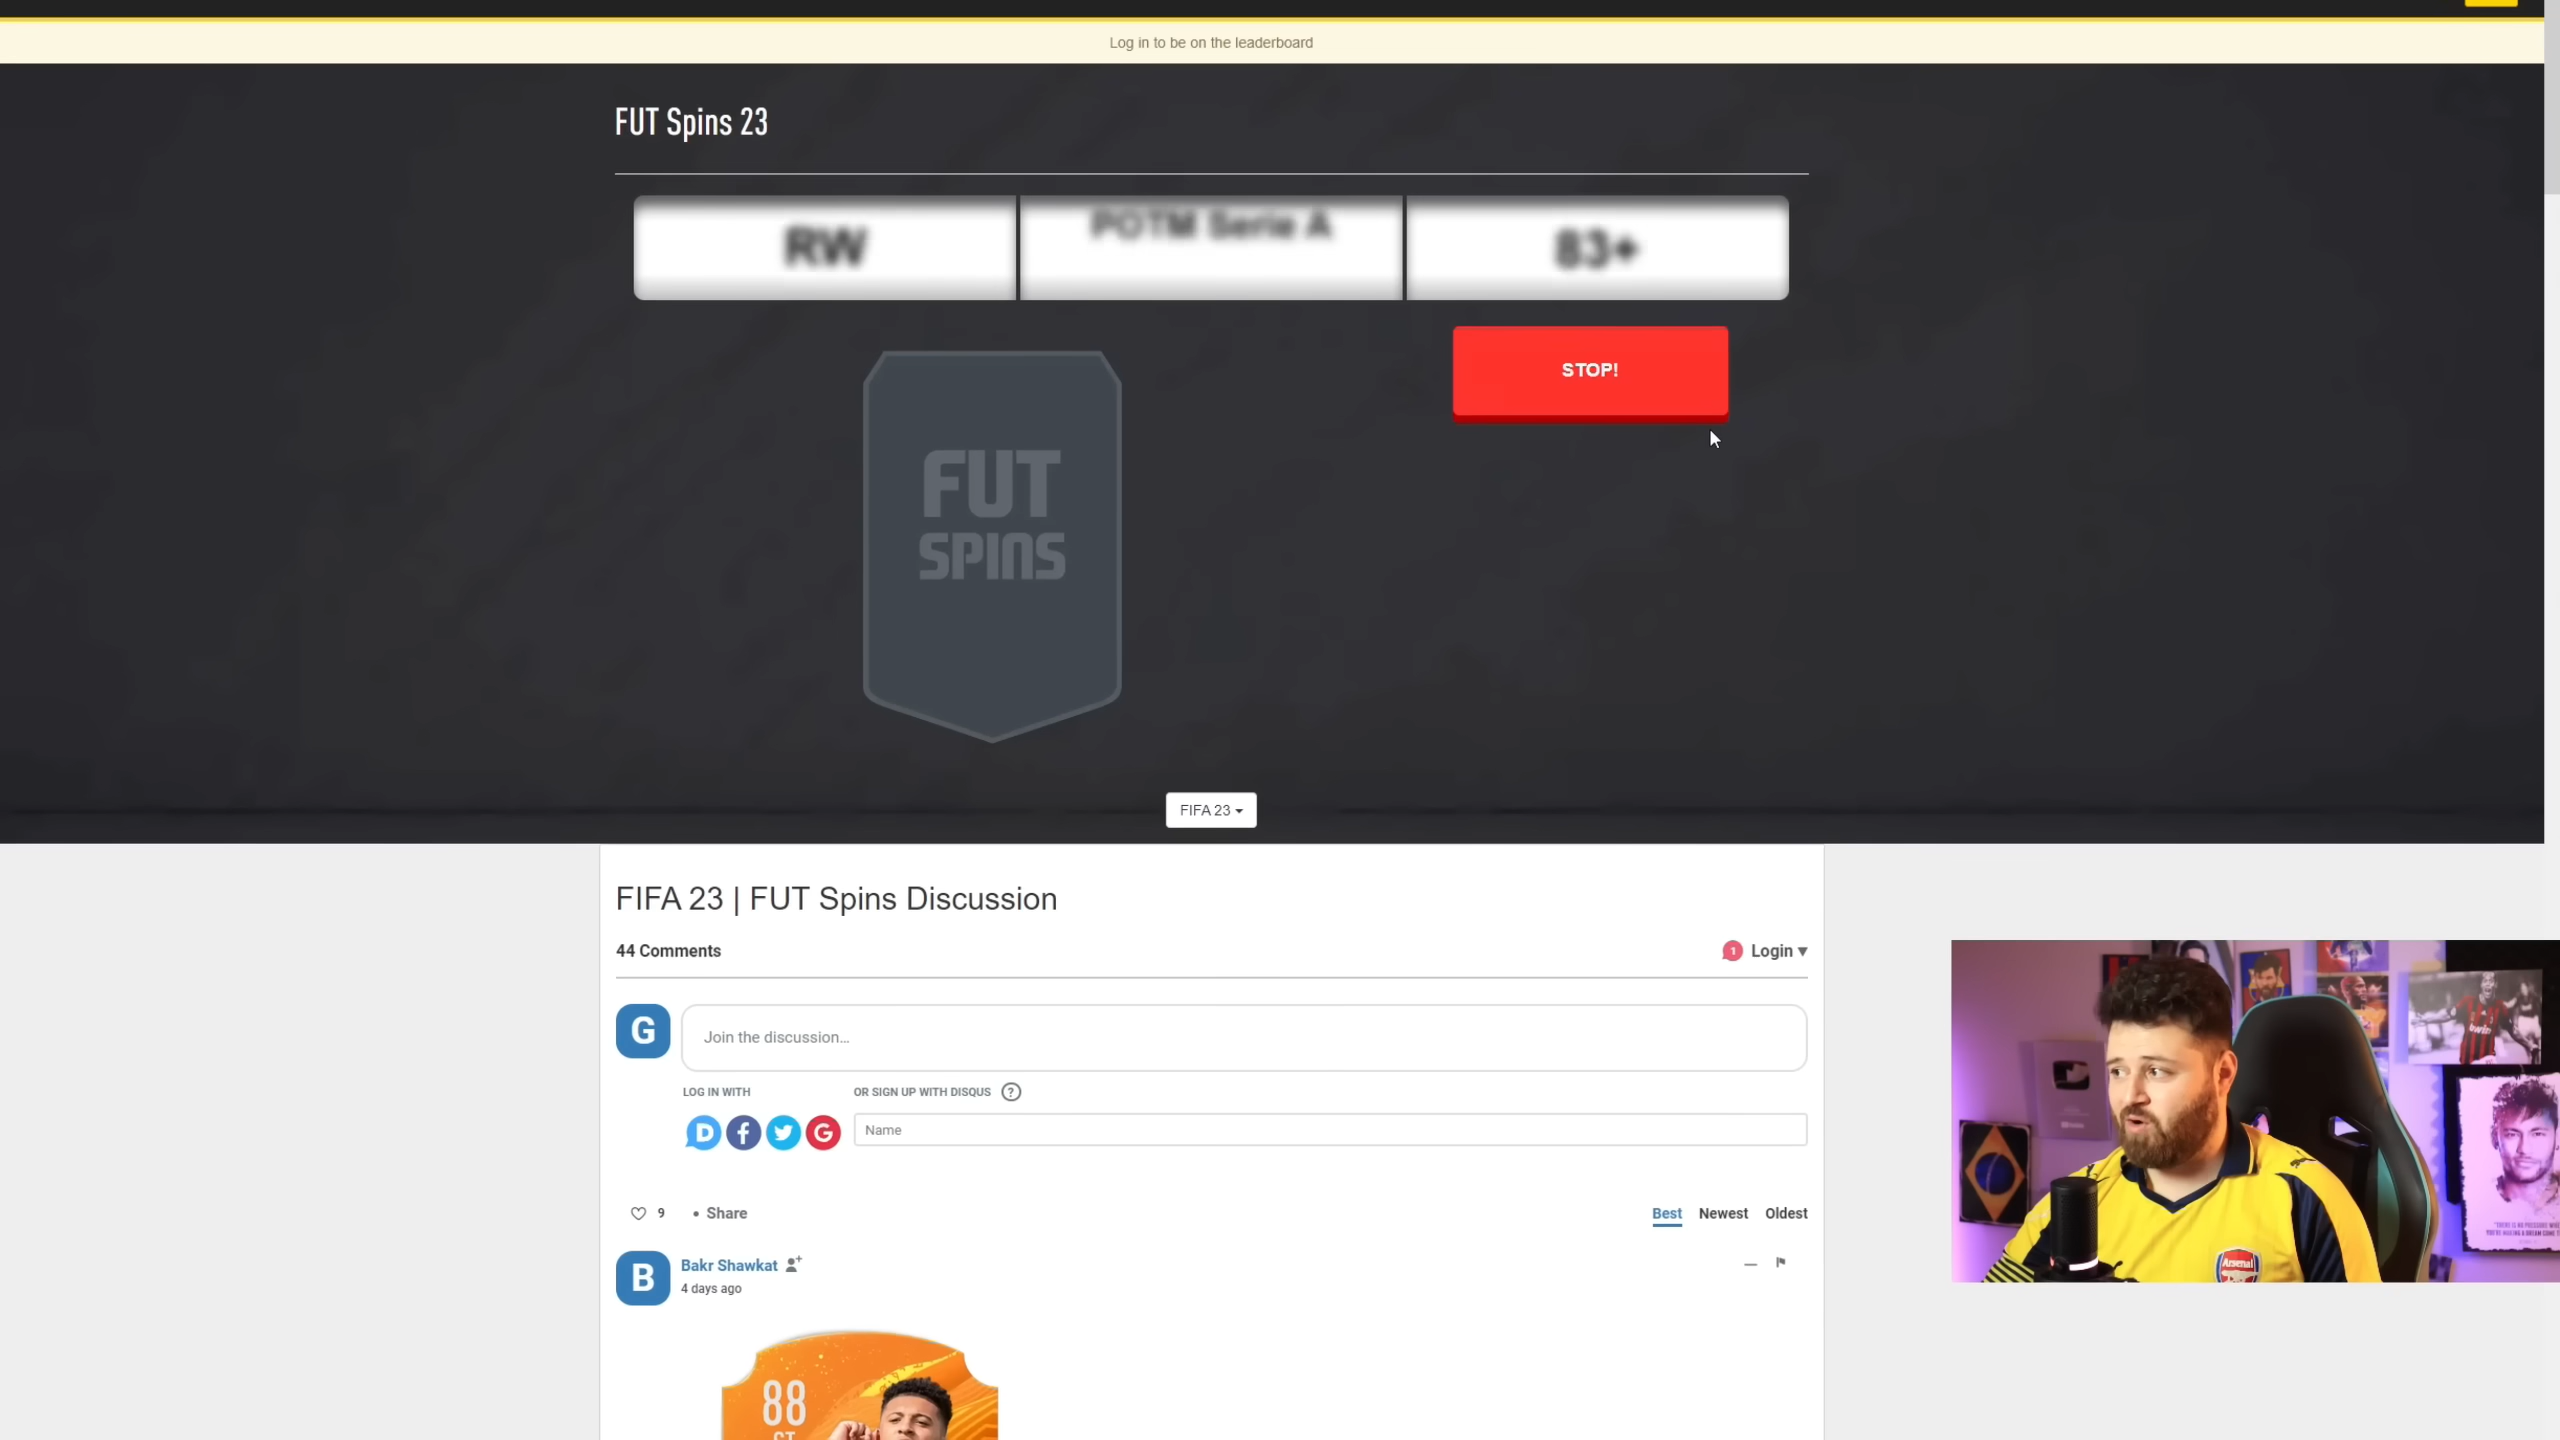 Log in to be on the leaderboard
FUT Spins 23
RW
POTM Serie A
83+
STOP!
FUT
SPINS
FIFA 23
FIFA 23 | FUT Spins Discussion
44 Comments
1 Login
G
Join the discussion...
LOG IN WITH
OR SIGN UP WITH DISQUS ?
D f G
Name
9 • Share
Best Newest Oldest
B
Bakr Shawkat
4 days ago
88
Arsenal
bwin